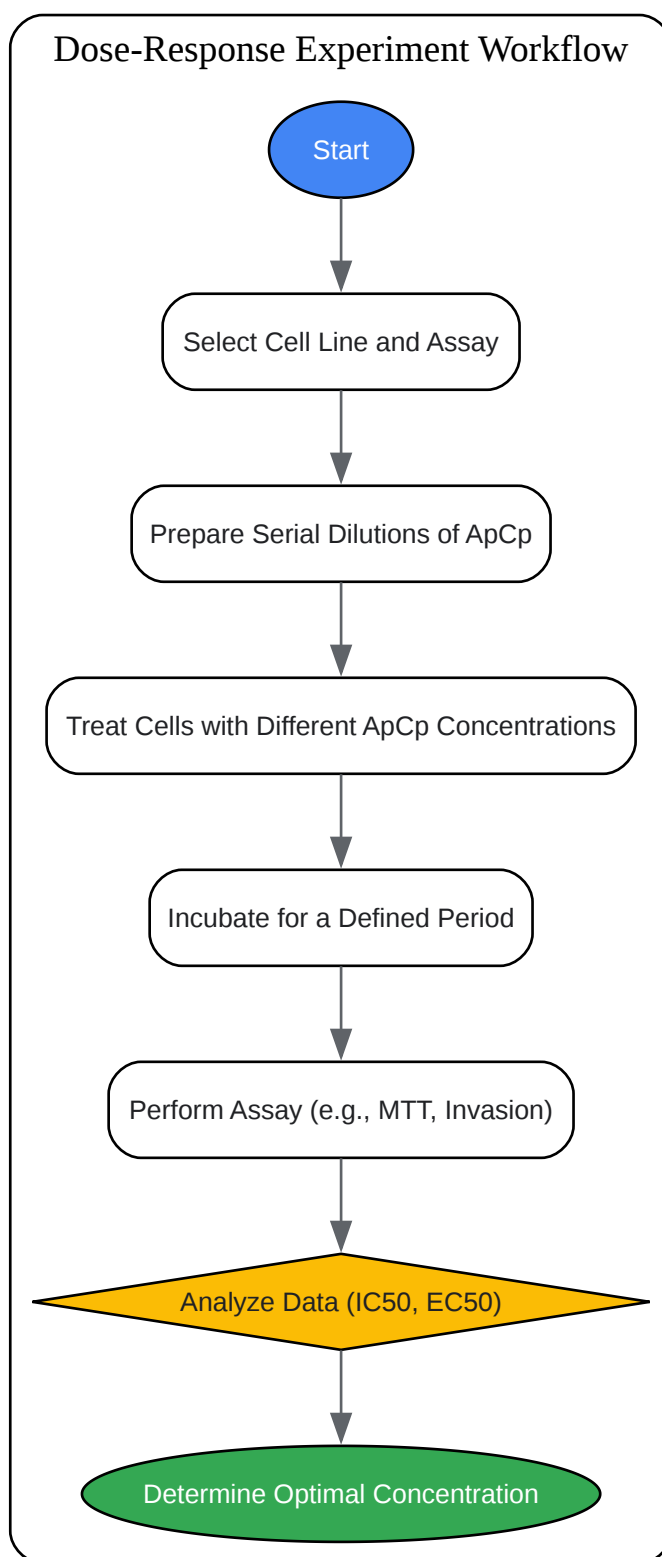 Dose-Response Experiment Workflow
Start
Select Cell Line and Assay
Prepare Serial Dilutions of ApCp
Treat Cells with Different ApCp Concentrations
Incubate for a Defined Period
Perform Assay (e.g., MTT, Invasion)
Analyze Data (IC50, EC50)
Determine Optimal Concentration